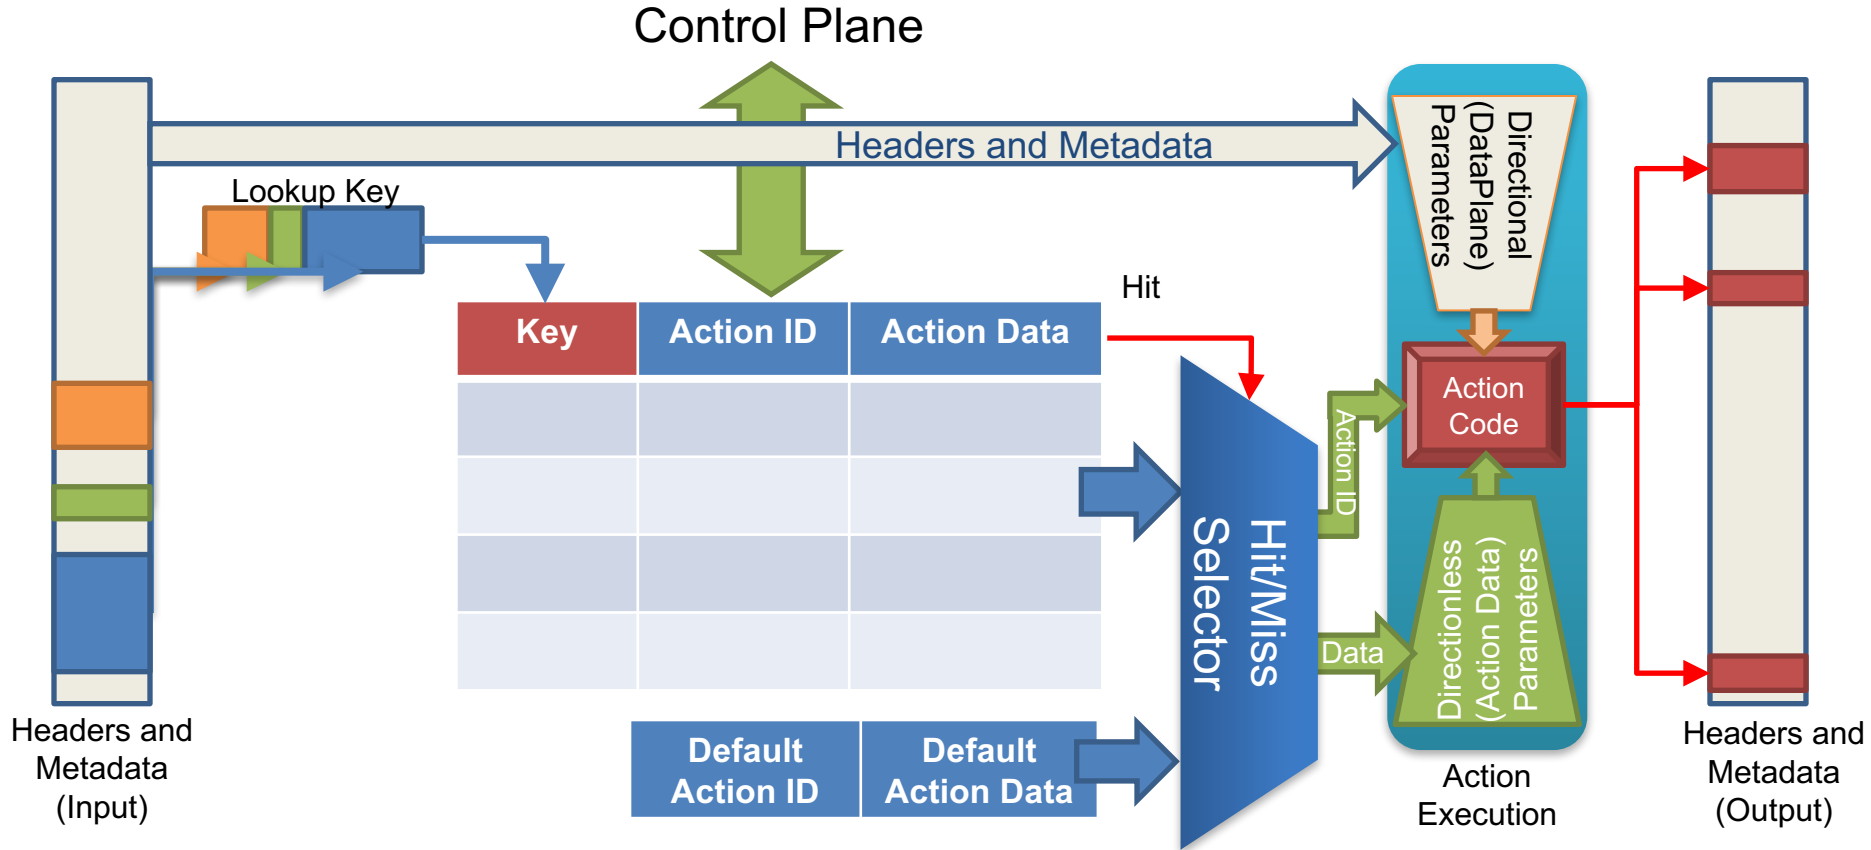 Control Plane
Headers and Metadata
Lookup Key
Directional
(DataPlane)
Parameters
Hit
Key
Action ID
Action Data
Action
Code
Action ID
Hit/Miss
Selector
Data
Directionless
(Action Data)
Parameters
Default
Action ID
Default
Action Data
Headers and
Metadata
(Input)
Action
Execution
Headers and
Metadata
(Output)